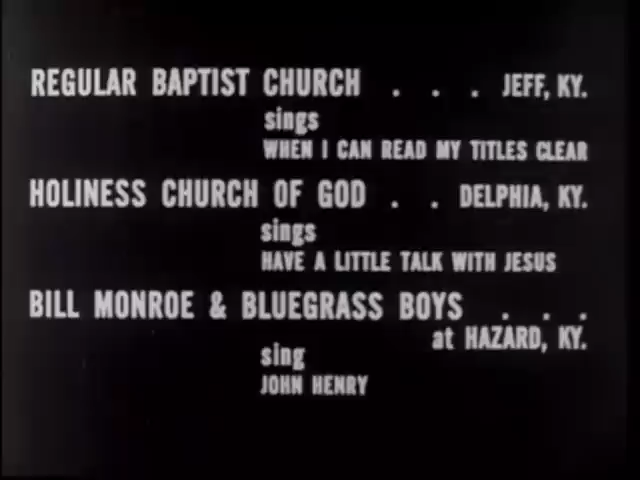 REGULAR BAPTIST CHURCH . . . JEFF, KY.
sings
WHEN I CAN READ MY TITLES CLEAR
HOLINESS CHURCH OF GOD . . DELPHIA, KY.
sings
HAVE A LITTLE TALK WITH JESUS
BILL MONROE & BLUEGRASS BOYS . . .
at HAZARD, KY.
sing
JOHN HENRY